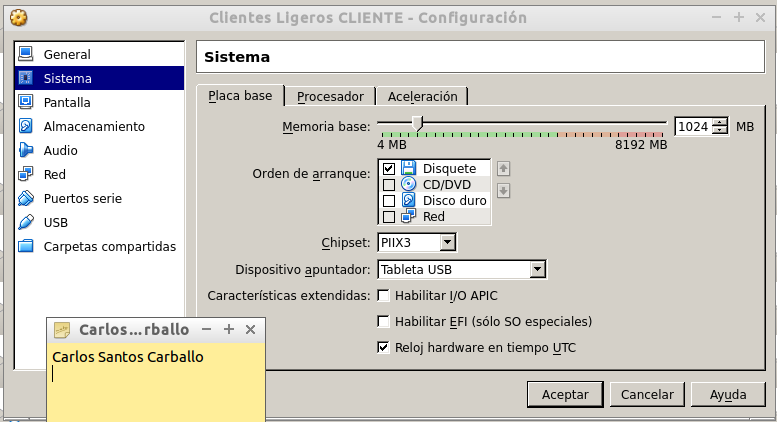 Clientes Ligeros CLIENTE - Configuración
General
Sistema
Pantalla
Almacenamiento
Audio
Red
Puertos serie
USB
Carpetas compartidas
Sistema
Placa base Procesador Aceleración
Memoria base: 1024 MB
4 MB 8192 MB
Orden de arranque: Disquete
CD/DVD
Disco duro
Red
Chipset: PIIX3
Dispositivo apuntador: Tableta USB
Características extendidas: Habilitar I/O APIC
Habilitar EFI (sólo SO especiales)
Reloj hardware en tiempo UTC
Carlos...rballo
Carlos Santos Carballo
Aceptar Cancelar Ayuda